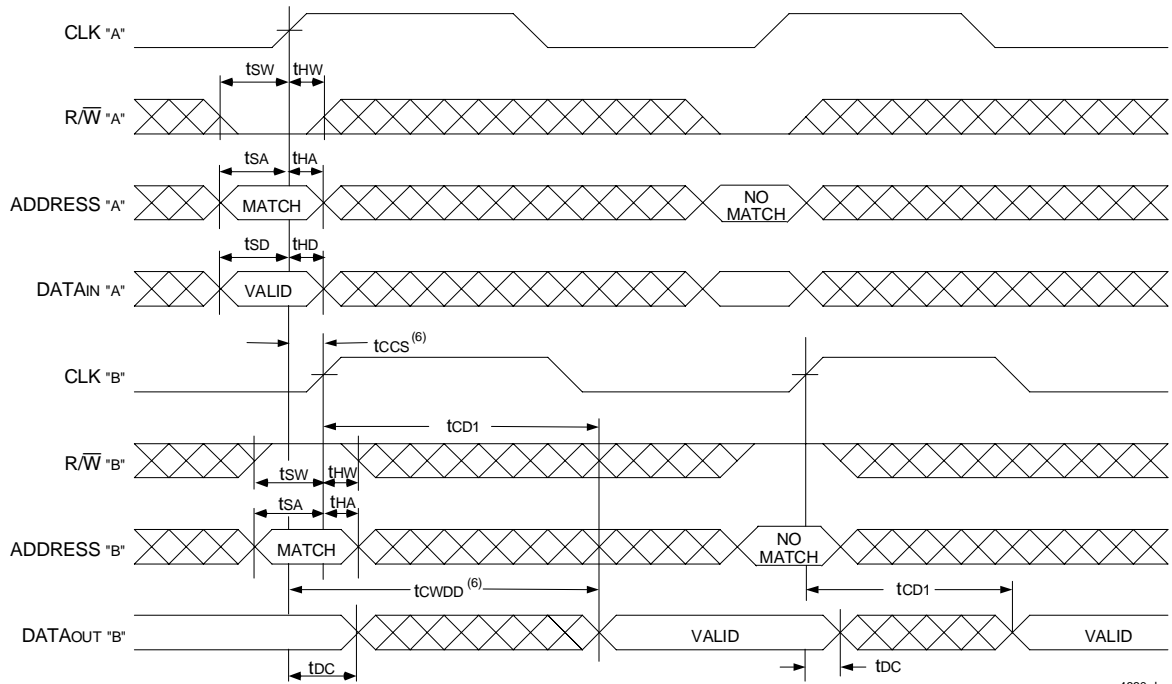 CLK "A"
tSW tHW
R/W̅ "A"
tSA tHA
ADDRESS "A" MATCH NO MATCH
tSD tHD
DATAIN "A" VALID
tCCS (6)
CLK "B"
tCD1
R/W̅ "B"
tSW tHW
tSA tHA
ADDRESS "B" MATCH NO MATCH
tCWDD (6) tCD1
DATAOUT "B" VALID VALID
tDC tDC